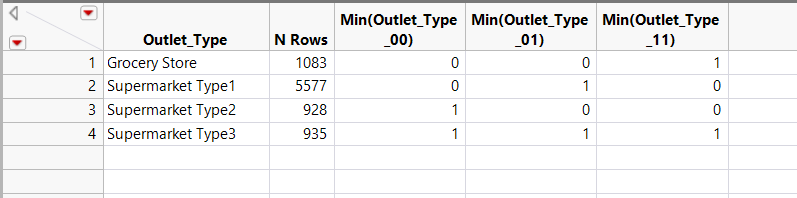 Outlet_Type N Rows Min(Outlet_Type_00) Min(Outlet_Type_01) Min(Outlet_Type_11)
1 Grocery Store 1083 0 0 1
2 Supermarket Type1 5577 0 1 0
3 Supermarket Type2 928 1 0 0
4 Supermarket Type3 935 1 1 1